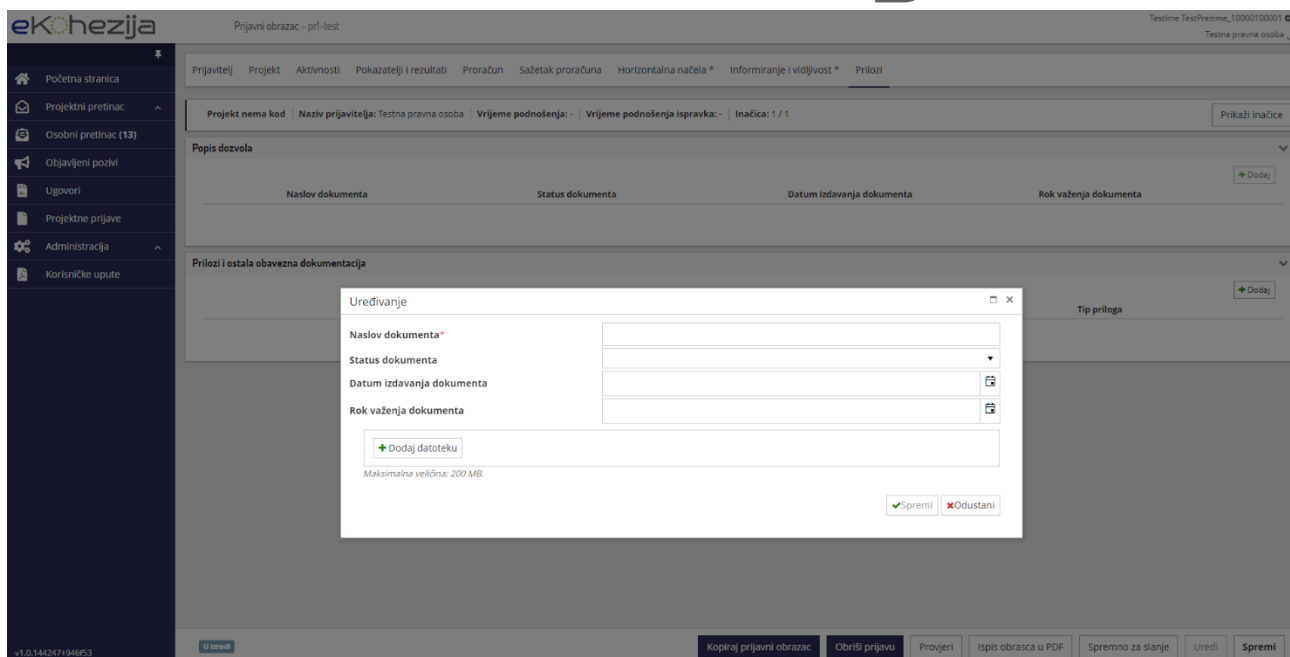 eKohezija
Prijavni obrazac – pr1-test
TestIme TestPrezime_10000100001
Testna pravna osoba
Početna stranica
Projektni pretinac
Osobni pretinac (13)
Objavljeni pozivi
Ugovori
Projektne prijave
Administracija
Korisničke upute
v1.0.144247+946f53
Prijavitelj Projekt Aktivnosti Pokazatelji i rezultati Proračun Sažetak proračuna Horizontalna načela * Informiranje i vidljivost * Prilozi
Projekt nema kod Naziv prijavitelja: Testna pravna osoba Vrijeme podnošenja: - Vrijeme podnošenja ispravka: - Inačica: 1 / 1 Prikaži inačice
Popis dozvola
+ Dodaj
Naslov dokumenta Status dokumenta Datum izdavanja dokumenta Rok važenja dokumenta
Prilozi i ostala obavezna dokumentacija
+ Dodaj
Tip priloga
Uređivanje
Naslov dokumenta*
Status dokumenta
Datum izdavanja dokumenta
Rok važenja dokumenta
+ Dodaj datoteku
Maksimalna veličina: 200 MB.
Spremi Odustani
U izradi Kopiraj prijavni obrazac Obriši prijavu Provjeri Ispis obrasca u PDF Spremno za slanje Uredi Spremi